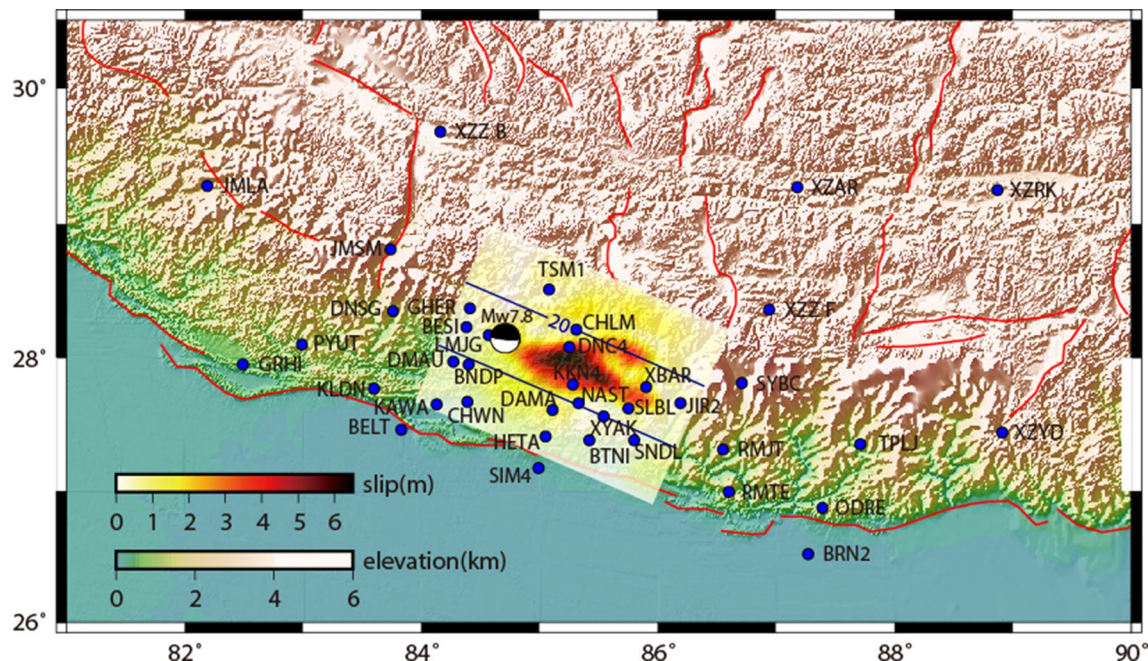 30°
XZZ B
JMLA
XZAR
XZRK
JMSM
TSM1
DNSG
GHER
Mw7.8
20
XZZ F
BESI
CHLM
LMJG
PYUT
DNC4
28°
DMAU
GRHI
BNDP
KKN4
XBAR
SYBC
KLDN
NAST
DAMA
SLBL
JIR2
KAWA
CHWN
XYAK
BELT
HETA
BTNI
SNDL
RMJT
TPLJ
XZYD
SIM4
slip(m)
RMTE
0 1 2 3 4 5 6
ODRE
BRN2
elevation(km)
0 2 4 6
26°
82° 84° 86° 88° 90°